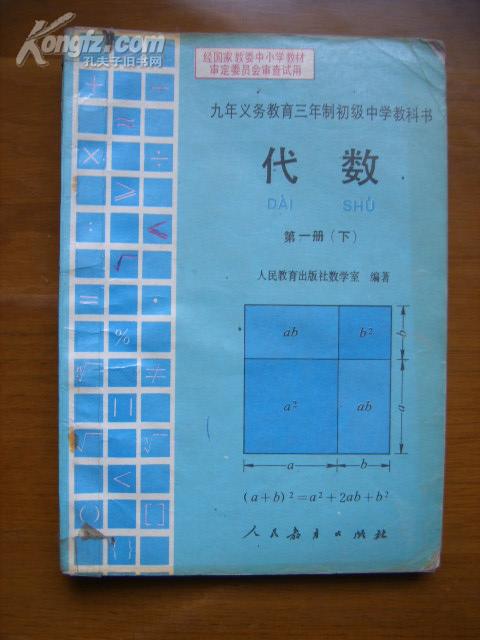 Kongfz.com
孔夫子旧书网
经国家教委中小学教材
审定委员会审查试用
九年义务教育三年制初级中学教科书
代 数
DÀI SHÙ
第一册（下）
人民教育出版社数学室 编著
ab b²
b
a² ab
a
a b
(a+b)²=a²+2ab+b²
人民教育出版社
+ ÷
≈
× ÷
⩾
·
= ·
%
≠
=
√ ∛
<
○ [ ]
{ }